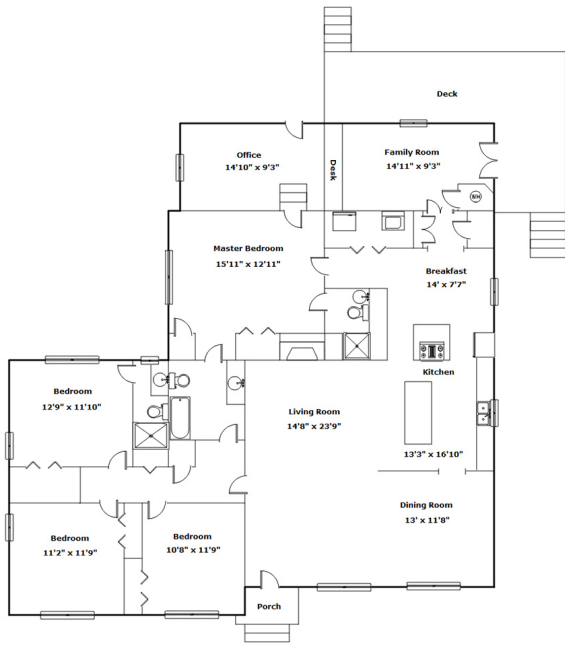 Deck
Office
14'10" x 9'3"
Desk
Family Room
14'11" x 9'3"
WH
Master Bedroom
15'11" x 12'11"
Breakfast
14' x 7'7"
Kitchen
13'3" x 16'10"
Bedroom
12'9" x 11'10"
Living Room
14'8" x 23'9"
Dining Room
13' x 11'8"
Bedroom
11'2" x 11'9"
Bedroom
10'8" x 11'9"
Porch